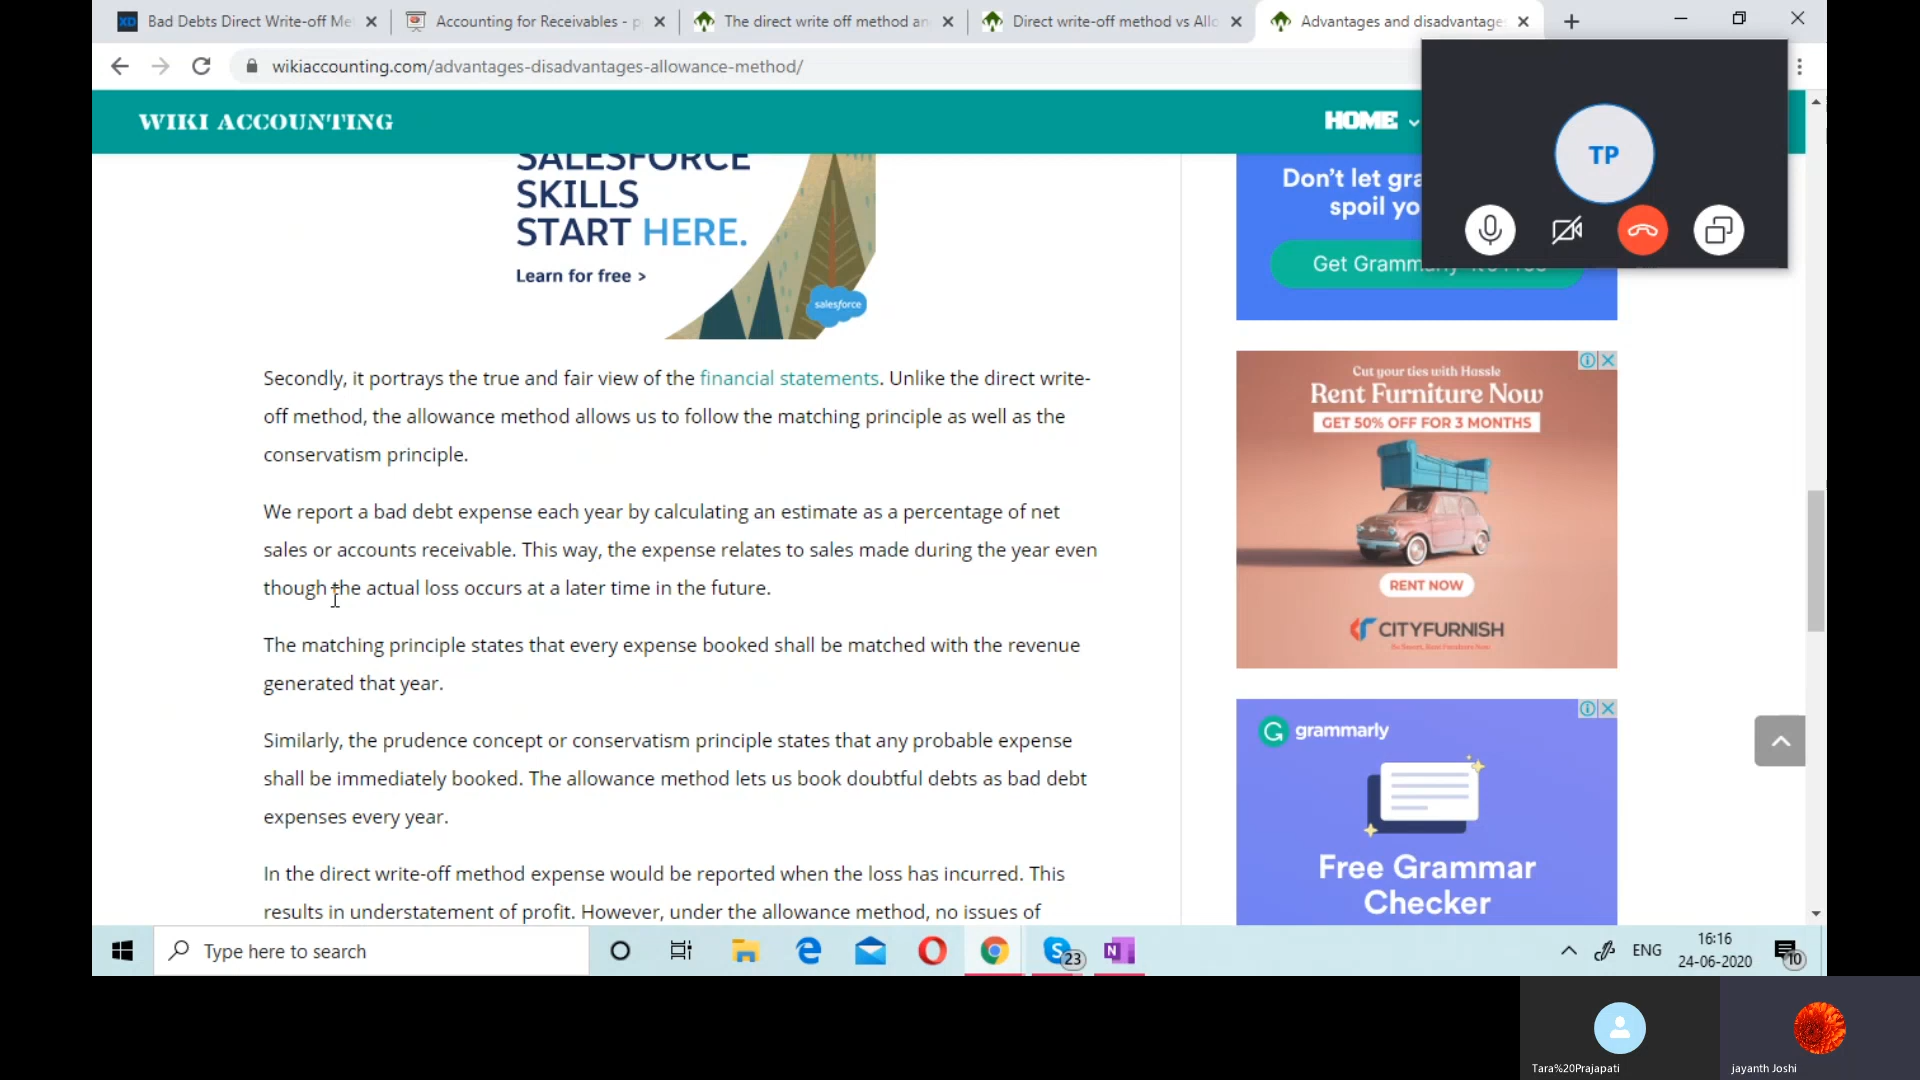 Bad Debts Direct Write-off Me
Accounting for Receivables - p
The direct write off method an
Direct write-off method vs Allo
Advantages and disadvantage
wikiaccounting.com/advantages-disadvantages-allowance-method/
WIKI ACCOUNTING
HOME
SALESFORCE
SKILLS
START HERE.
Learn for free >
salesforce
Don't let gra
spoil yo
Get Gramm
TP
Secondly, it portrays the true and fair view of the financial statements. Unlike the direct write-
off method, the allowance method allows us to follow the matching principle as well as the
conservatism principle.
We report a bad debt expense each year by calculating an estimate as a percentage of net
sales or accounts receivable. This way, the expense relates to sales made during the year even
though the actual loss occurs at a later time in the future.
The matching principle states that every expense booked shall be matched with the revenue
generated that year.
Similarly, the prudence concept or conservatism principle states that any probable expense
shall be immediately booked. The allowance method lets us book doubtful debts as bad debt
expenses every year.
In the direct write-off method expense would be reported when the loss has incurred. This
results in understatement of profit. However, under the allowance method, no issues of
Cut your ties with Hassle
Rent Furniture Now
GET 50% OFF FOR 3 MONTHS
RENT NOW
CITYFURNISH
grammarly
Free Grammar
Checker
Type here to search
23
ENG
16:16
24-06-2020
10
Tara%20Prajapati
jayanth Joshi